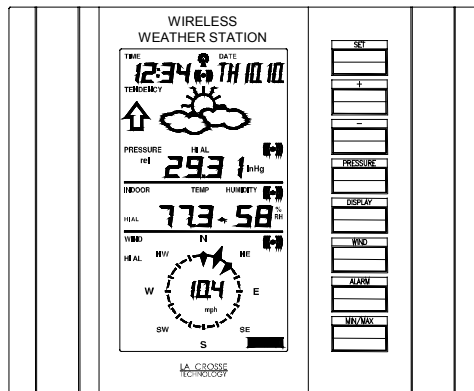 WIRELESS
WEATHER STATION
TIME DATE
12:34 TH 10.10.
TENDENCY
PRESSURE HI AL
rel 29.31 inHg
INDOOR TEMP HUMIDITY
HI AL 77.3 °F 58 % RH
WIND N
HI AL NW NE
W 10.4 E
mph
SW SE
S
LA CROSSE
TECHNOLOGY
SET
+
-
PRESSURE
DISPLAY
WIND
ALARM
MIN/MAX